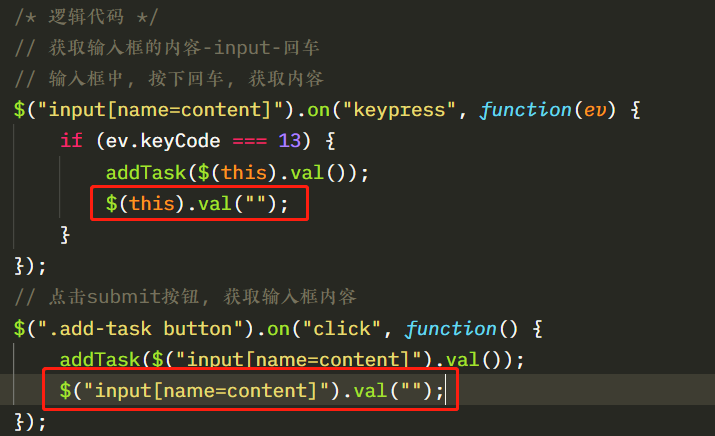 /* 逻辑代码 */
// 获取输入框的内容-input-回车
// 输入框中, 按下回车, 获取内容
$("input[name=content]").on("keypress", function(ev) {
if (ev.keyCode === 13) {
addTask($(this).val());
$(this).val("");
}
});
// 点击submit按钮, 获取输入框内容
$(".add-task button").on("click", function() {
addTask($("input[name=content]").val());
$("input[name=content]").val("");
});